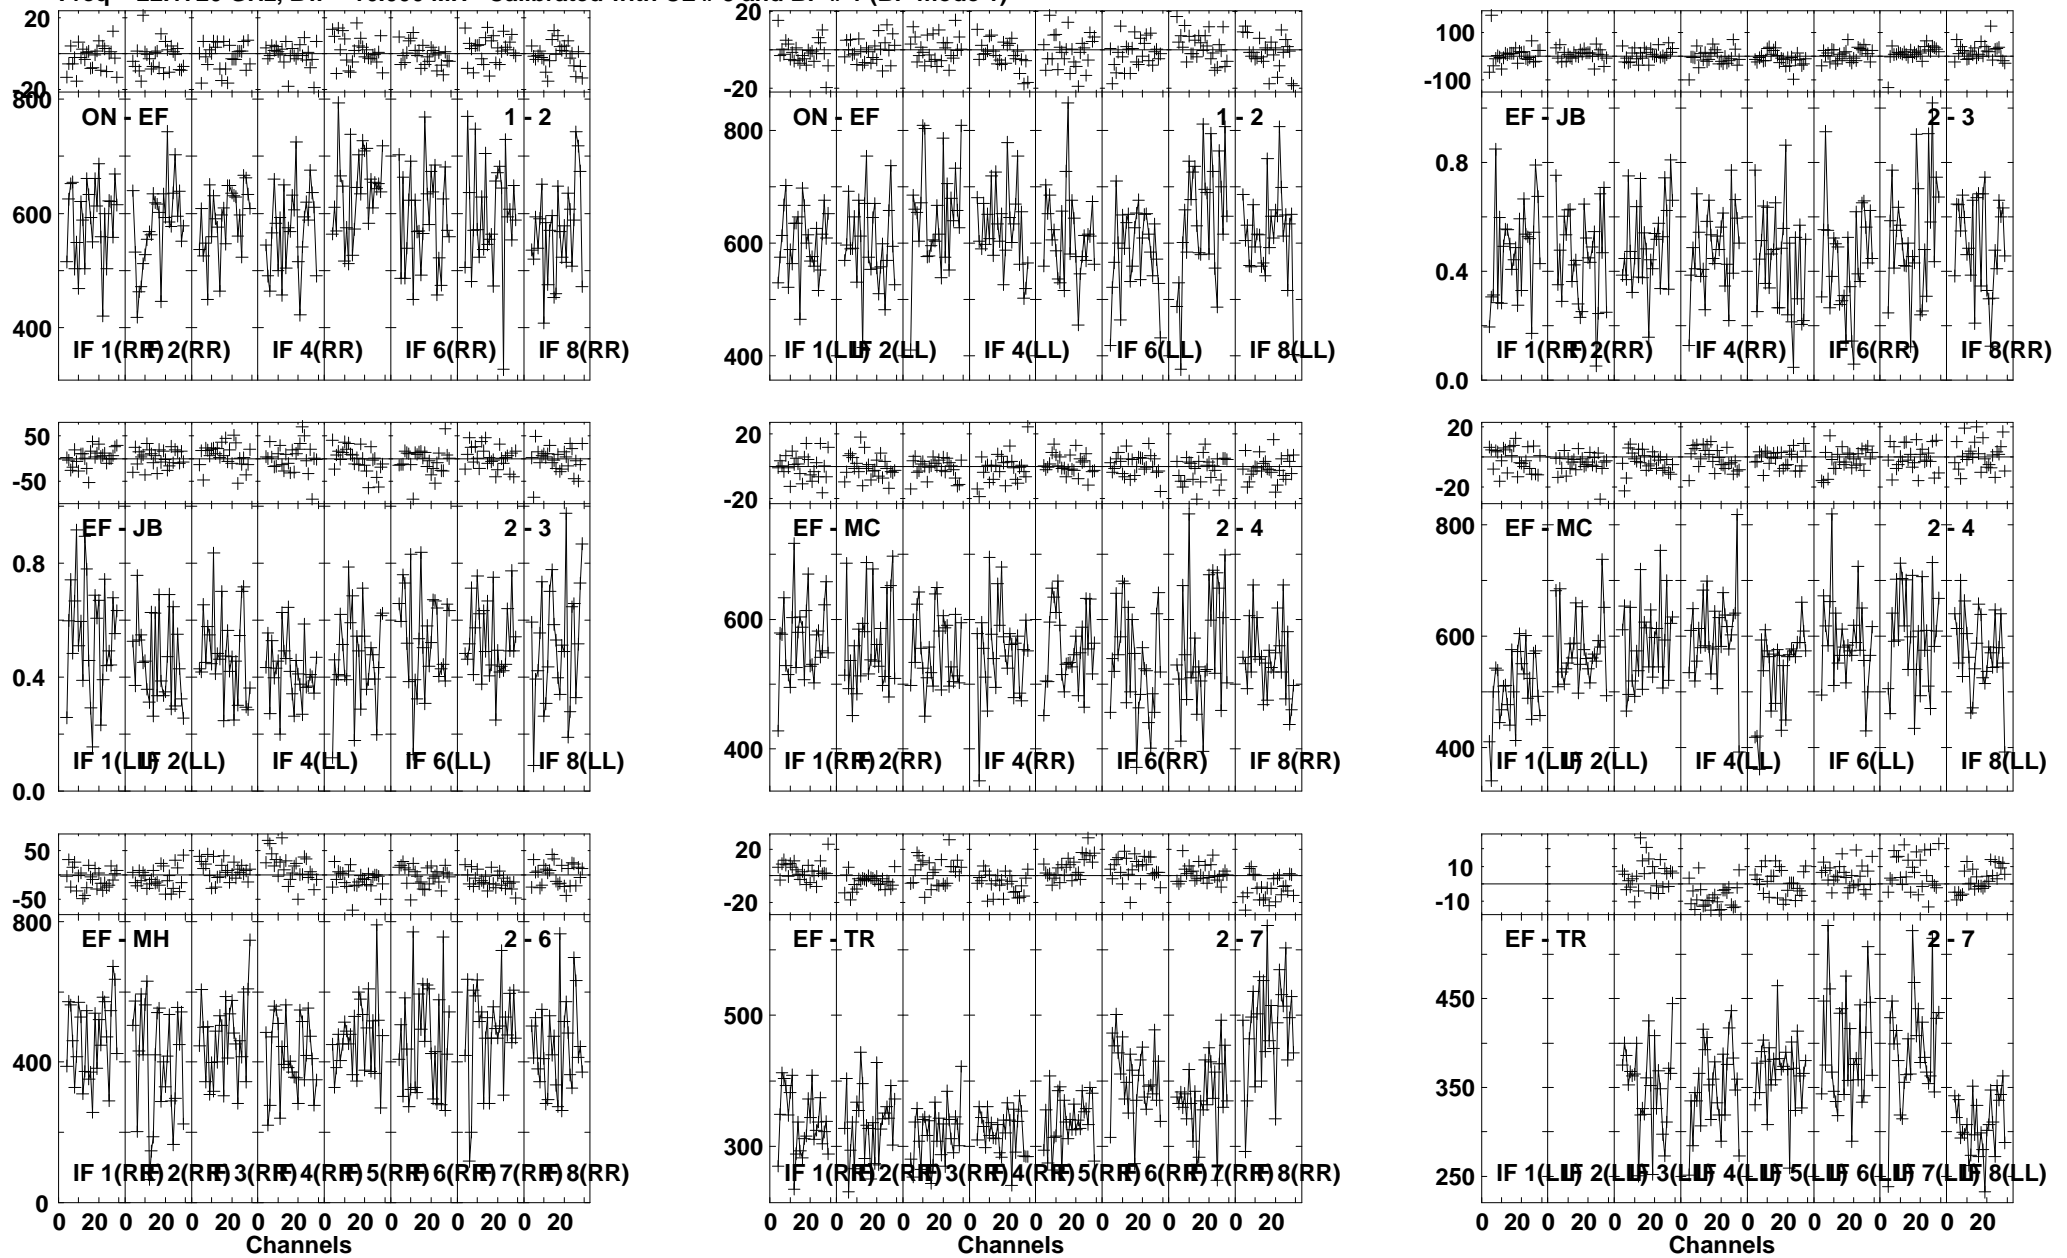 20
-20
800
600
400
ON - EF
1 - 2
IF 1(RR) IF 2(RR) IF 4(RR) IF 6(RR) IF 8(RR)
20
-20
800
600
400
ON - EF
1 - 2
IF 1(LL) IF 2(LL) IF 4(LL) IF 6(LL) IF 8(LL)
100
-100
0.8
0.4
0.0
EF - JB
2 - 3
IF 1(RR) IF 2(RR) IF 4(RR) IF 6(RR) IF 8(RR)
50
-50
0.8
0.4
0.0
EF - JB
2 - 3
IF 1(LL) IF 2(LL) IF 4(LL) IF 6(LL) IF 8(LL)
20
-20
600
400
EF - MC
2 - 4
IF 1(RR) IF 2(RR) IF 4(RR) IF 6(RR) IF 8(RR)
20
-20
800
600
400
EF - MC
2 - 4
IF 1(LL) IF 2(LL) IF 4(LL) IF 6(LL) IF 8(LL)
50
-50
800
400
0
EF - MH
2 - 6
IF 1(RR) IF 2(RR) IF 3(RR) IF 4(RR) IF 5(RR) IF 6(RR) IF 7(RR) IF 8(RR)
0 20 0 20 0 20 0 20 0 20 0 20 0 20 0 20
Channels
20
-20
500
300
EF - TR
2 - 7
IF 1(RR) IF 2(RR) IF 3(RR) IF 4(RR) IF 5(RR) IF 6(RR) IF 7(RR) IF 8(RR)
0 20 0 20 0 20 0 20 0 20 0 20 0 20 0 20
Channels
10
-10
450
350
250
EF - TR
2 - 7
IF 1(LL) IF 2(LL) IF 3(LL) IF 4(LL) IF 5(LL) IF 6(LL) IF 7(LL) IF 8(LL)
0 20 0 20 0 20 0 20 0 20 0 20 0 20 0 20
Channels